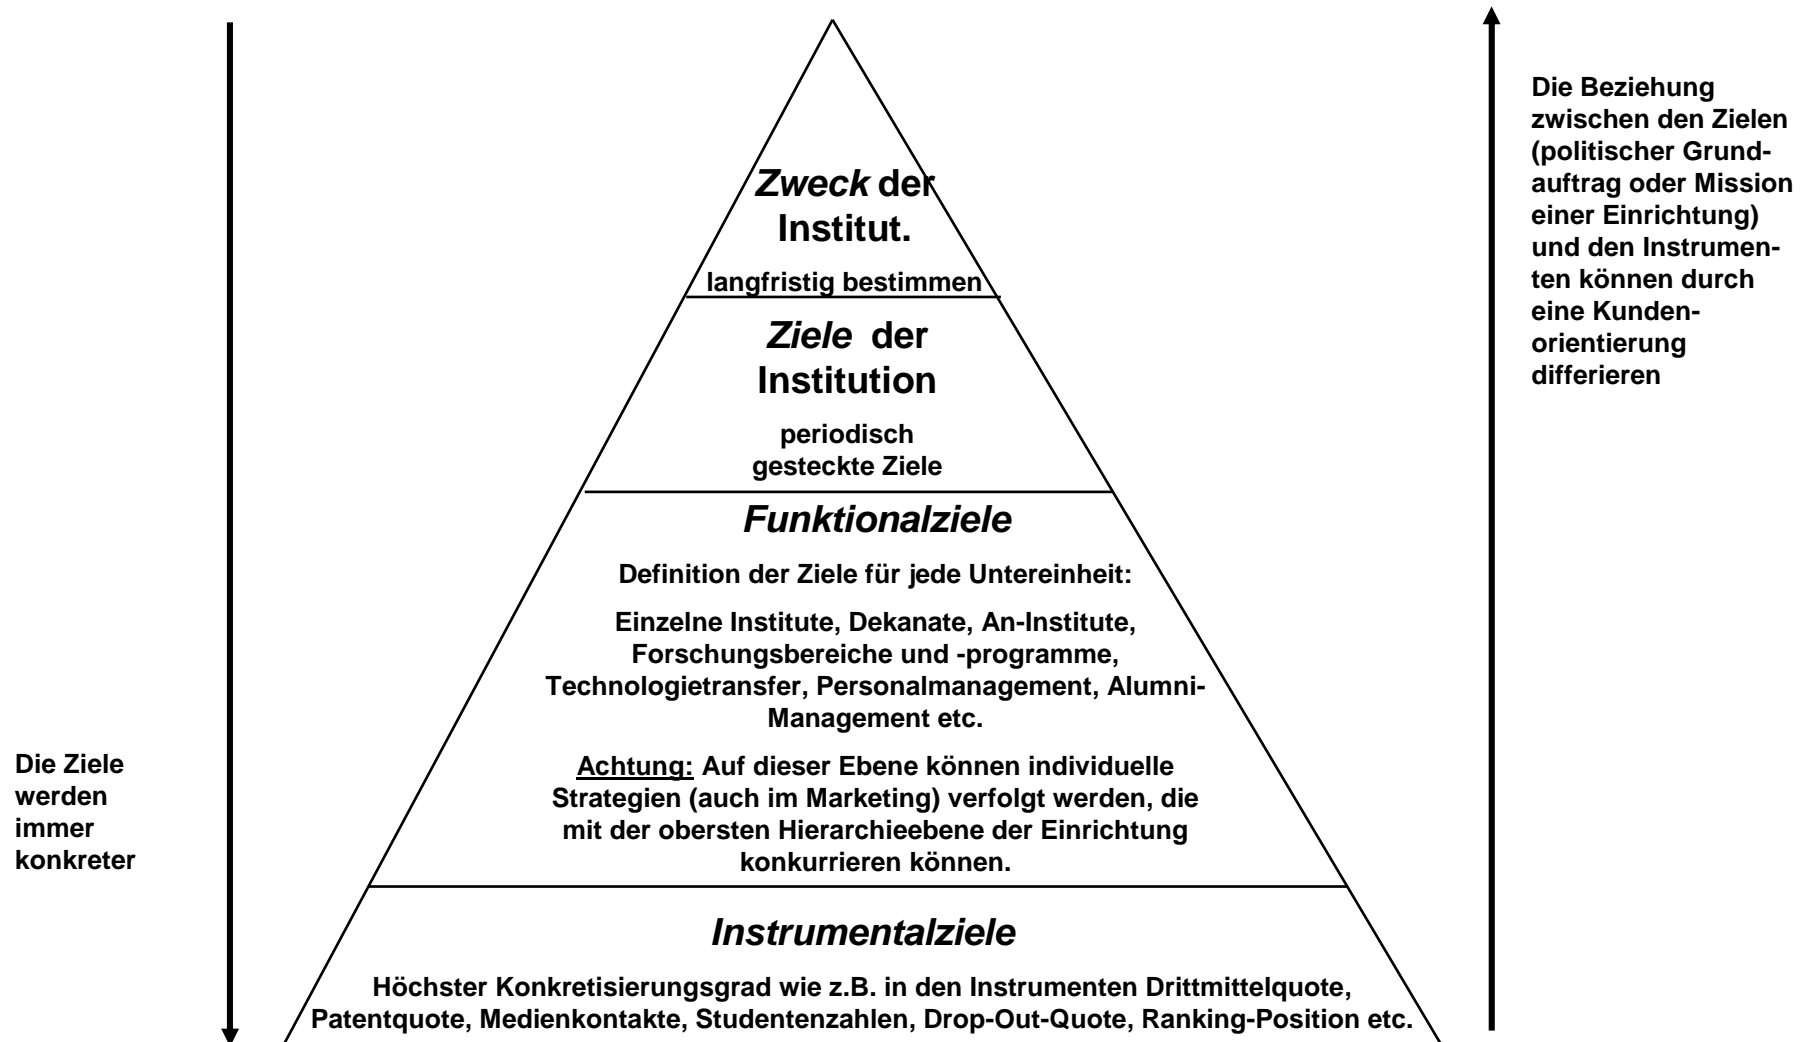 Zweck der
Institut.
langfristig bestimmen
Ziele der
Institution
periodisch
gesteckte Ziele
Funktionalziele
Definition der Ziele für jede Untereinheit:
Einzelne Institute, Dekanate, An-Institute,
Forschungsbereiche und -programme,
Technologietransfer, Personalmanagement, Alumni-
Management etc.
Achtung: Auf dieser Ebene können individuelle
Strategien (auch im Marketing) verfolgt werden, die
mit der obersten Hierarchieebene der Einrichtung
konkurrieren können.
Instrumentalziele
Höchster Konkretisierungsgrad wie z.B. in den Instrumenten Drittmittelquote,
Patentquote, Medienkontakte, Studentenzahlen, Drop-Out-Quote, Ranking-Position etc.
Die Ziele
werden
immer
konkreter
Die Beziehung
zwischen den Zielen
(politischer Grund-
auftrag oder Mission
einer Einrichtung)
und den Instrumen-
ten können durch
eine Kunden-
orientierung
differieren